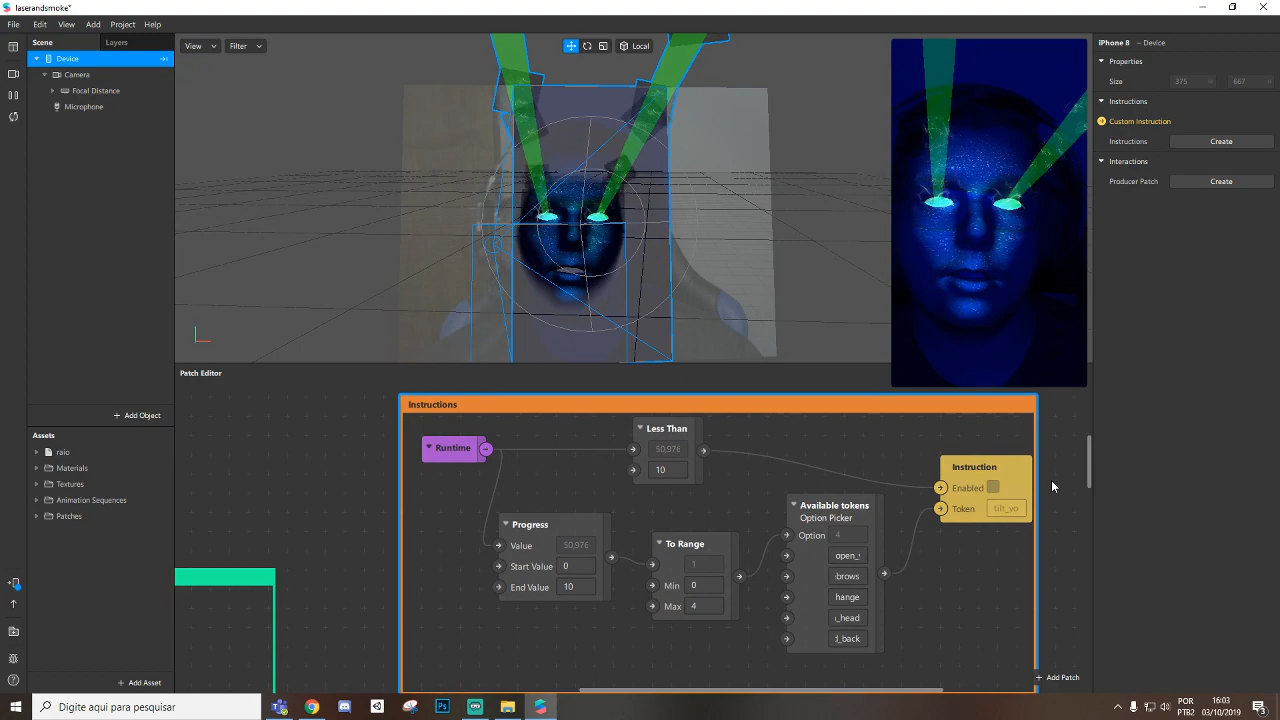 laserandsmoke*
File Edit View Add Project Help
Scene Layers
Device
Camera
Focal Distance
Microphone
Add Object
Assets
raio
Materials
Textures
Animation Sequences
Patches
Add Asset
View Filter
Local
iPhone 8 – Device
Properties
Size 375 667
Instructions
Custom Instruction
Instructions Create
Interactions
Producer Patch Create
Patch Editor
Instructions
Runtime
Less Than
50,976
10
Progress
Value 50,976
Start Value 0
End Value 10
To Range
1
Min 0
Max 4
Available tokens
Option Picker
Option 4
open_
brows
hange
_head
_back
Instruction
Enabled
Token tilt_yo
Add Patch
Digite aqui para pesquisar
POR
PTB2
16:03
03/10/2019